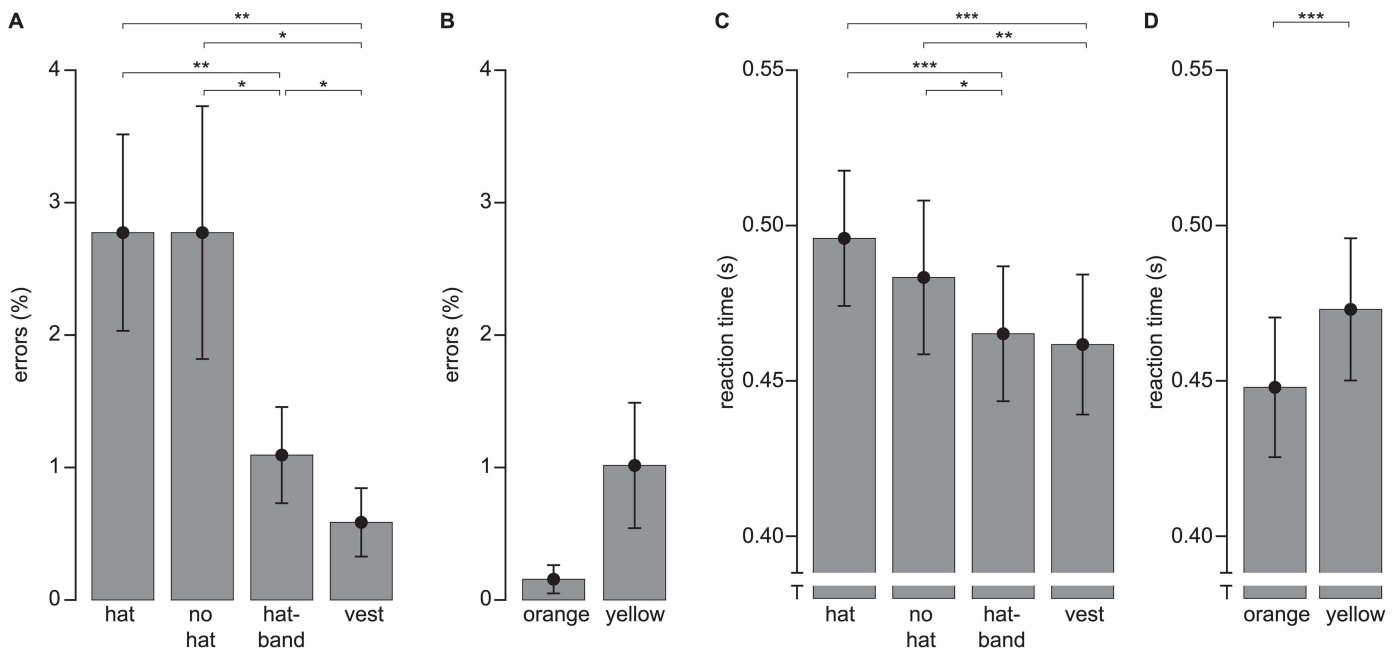 A
**
*
**
*
*
4
3
2
1
0
errors (%)
hat
no
hat
hat-
band
vest
B
4
3
2
1
0
errors (%)
orange
yellow
C
***
**
***
*
0.55
0.50
0.45
0.40
reaction time (s)
hat
no
hat
hat-
band
vest
D
***
0.55
0.50
0.45
0.40
reaction time (s)
orange
yellow